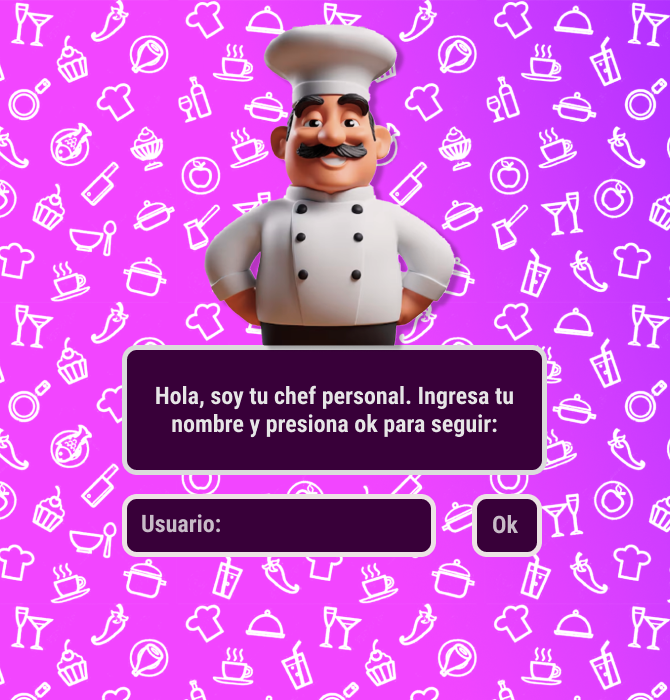 Hola, soy tu chef personal. Ingresa tu
nombre y presiona ok para seguir:
Usuario:
Ok